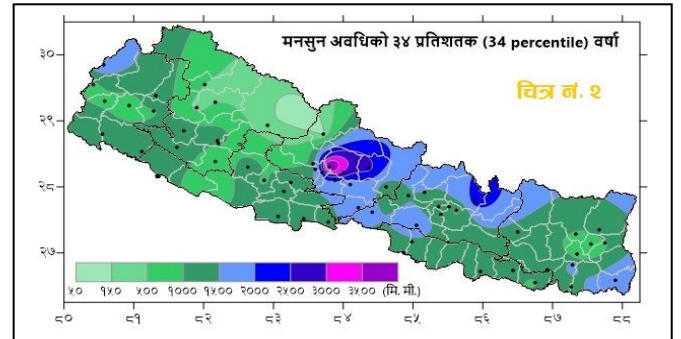 मनसुन अवधिको ३४ प्रतिशतक (34 percentile) वर्षा
चित्र नं. २
३०
२९
२८
२७
५० १५० ५०० १००० १५०० २००० २५०० ३००० ३५०० (मि. मी.)
८० ८१ ८२ ८३ ८४ ८५ ८६ ८७ ८८